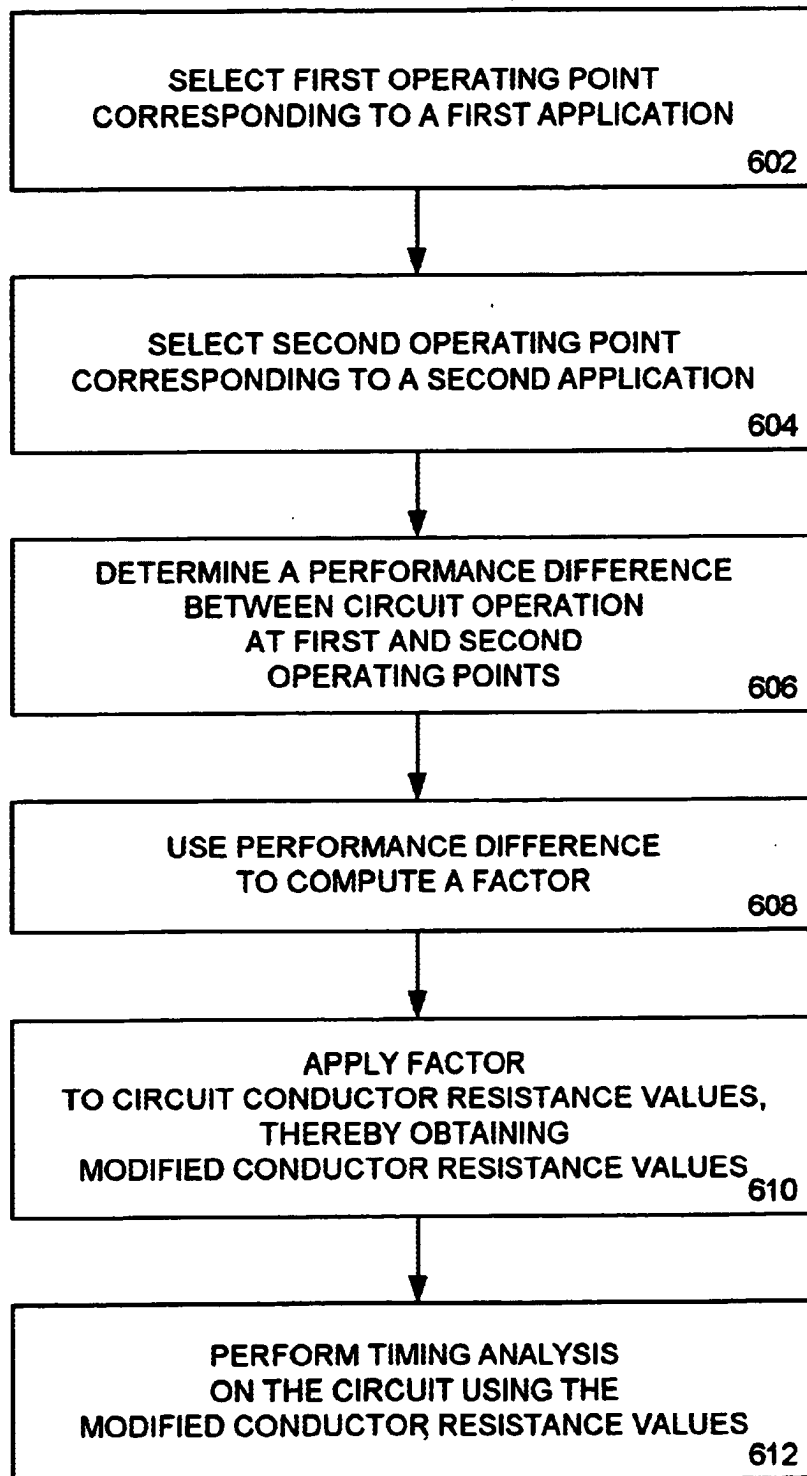 SELECT FIRST OPERATING POINT
CORRESPONDING TO A FIRST APPLICATION
602
SELECT SECOND OPERATING POINT
CORRESPONDING TO A SECOND APPLICATION
604
DETERMINE A PERFORMANCE DIFFERENCE
BETWEEN CIRCUIT OPERATION
AT FIRST AND SECOND
OPERATING POINTS
606
USE PERFORMANCE DIFFERENCE
TO COMPUTE A FACTOR
608
APPLY FACTOR
TO CIRCUIT CONDUCTOR RESISTANCE VALUES,
THEREBY OBTAINING
MODIFIED CONDUCTOR RESISTANCE VALUES
610
PERFORM TIMING ANALYSIS
ON THE CIRCUIT USING THE
MODIFIED CONDUCTOR RESISTANCE VALUES
612